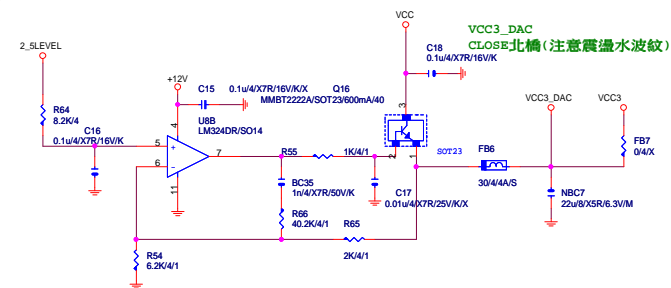 VCC
VCC3_DAC
CLOSE北橋(注意震盪水波紋)
2_5LEVEL
C18
0.1u/4/X7R/16V/K
+12V
C15
0.1u/4/X7R/16V/K/X
Q16
MMBT2222A/SOT23/600mA/40
VCC3_DAC
VCC3
R64
8.2K/4
C16
0.1u/4/X7R/16V/K
U8B
LM324DR/SO14
3
4
5
+
6
-
7
11
R55
1K/4/1
2
1
SOT23
FB6
30/4/4A/S
FB7
0/4/X
BC35
1n/4/X7R/50V/K
C17
0.01u/4/X7R/25V/K/X
NBC7
22u/8/X5R/6.3V/M
R66
40.2K/4/1
R65
2K/4/1
R54
6.2K/4/1